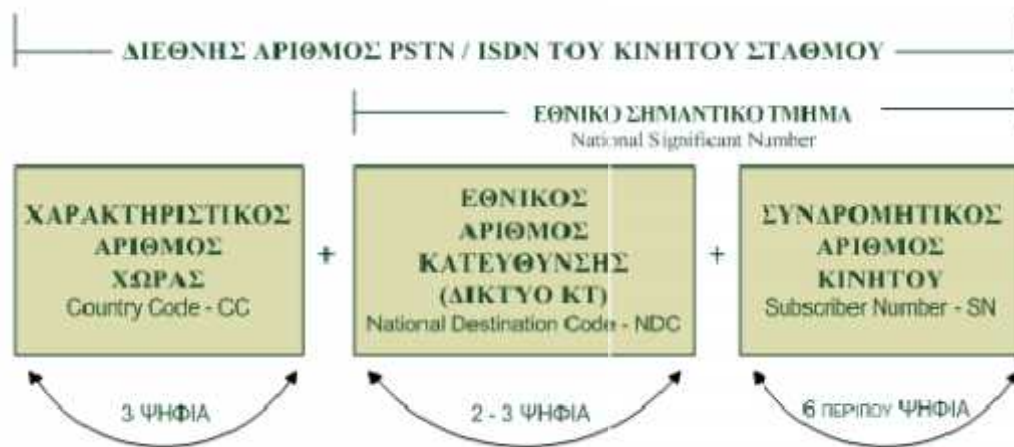 ΔΙΕΘΝΗΣ ΑΡΙΘΜΟΣ PSTN / ISDN ΤΟΥ ΚΙΝΗΤΟΥ ΣΤΑΘΜΟΥ
ΕΘΝΙΚΟ ΣΗΜΑΝΤΙΚΟ ΤΜΗΜΑ
National Significant Number
ΧΑΡΑΚΤΗΡΙΣΤΙΚΟΣ
ΑΡΙΘΜΟΣ
ΧΩΡΑΣ
Country Code - CC
+
ΕΘΝΙΚΟΣ
ΑΡΙΘΜΟΣ
ΚΑΤΕΥΘΥΝΣΗΣ
(ΔΙΚΤΥΟ ΚΤ)
National Destination Code - NDC
+
ΣΥΝΔΡΟΜΗΤΙΚΟΣ
ΑΡΙΘΜΟΣ
ΚΙΝΗΤΟΥ
Subscriber Number - SN
3 ΨΗΦΙΑ
2 - 3 ΨΗΦΙΑ
6 ΠΕΡΙΠΟΥ ΨΗΦΙΑ